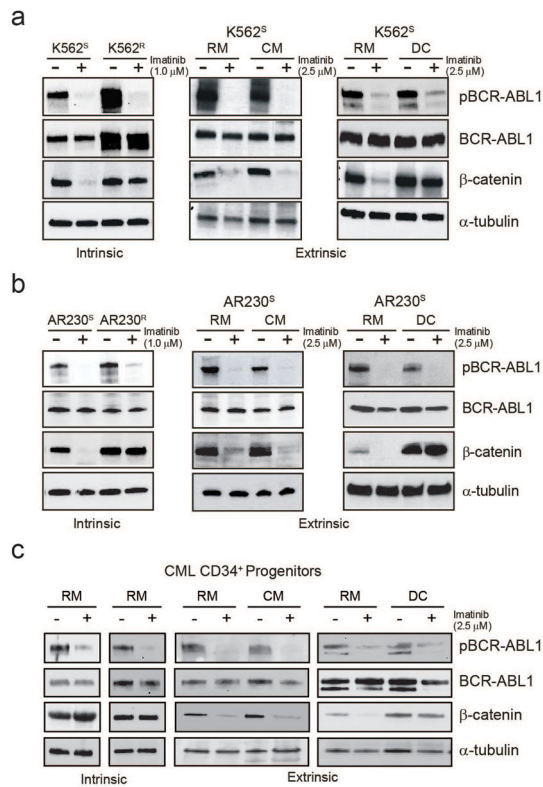 a
K562S
K562S
K562S K562R
Imatinib (1.0 μM)
RM CM
Imatinib (2.5 μM)
RM DC
Imatinib (2.5 μM)
- + - +
- + - +
- + - +
pBCR-ABL1
BCR-ABL1
β-catenin
α-tubulin
Intrinsic
Extrinsic
b
AR230S
AR230S
AR230S AR230R
Imatinib (1.0 μM)
RM CM
Imatinib (2.5 μM)
RM DC
Imatinib (2.5 μM)
- + - +
- + - +
- + - +
pBCR-ABL1
BCR-ABL1
β-catenin
α-tubulin
Intrinsic
Extrinsic
c
CML CD34+ Progenitors
RM RM RM CM RM DC
- + - + - + - + - + - +
Imatinib (2.5 μM)
pBCR-ABL1
BCR-ABL1
β-catenin
α-tubulin
Intrinsic
Extrinsic